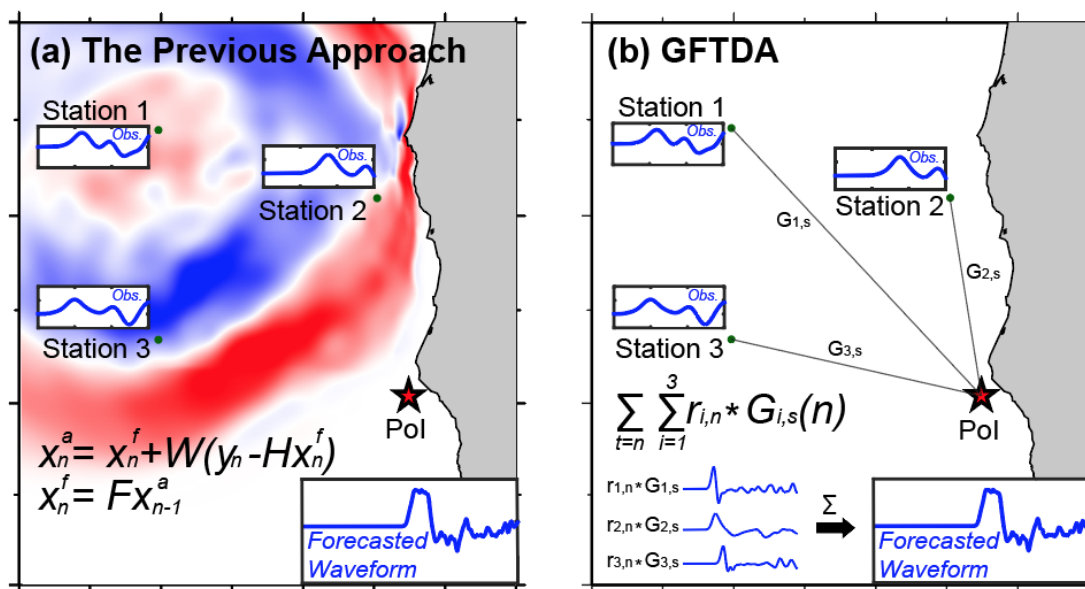 (a) The Previous Approach
Station 1
Obs.
Obs.
Station 2
Obs.
Station 3
PoI
xₙᵃ= xₙᶠ+W(yₙ-Hxₙᶠ)
xₙᶠ= Fxₙ₋₁ᵃ
Forecasted
Waveform
(b) GFTDA
Station 1
Obs.
Obs.
Station 2
G1,s
G2,s
Obs.
Station 3
G3,s
PoI
∑ t=n ∑ i=1 3 ri,n* Gi,s(n)
r1,n* G1,s
r2,n* G2,s
r3,n* G3,s
Σ
Forecasted
Waveform